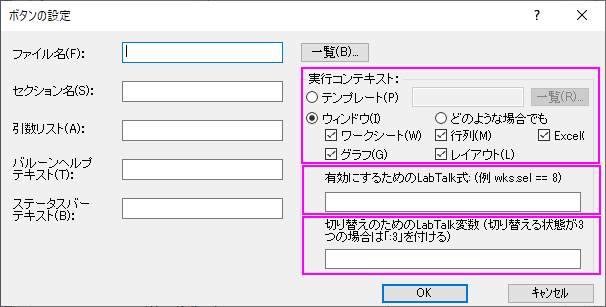 ボタンの設定
? ×
ファイル名(F):
一覧(B)...
セクション名(S):
引数リスト(A):
バルーンヘルプ
テキスト(T):
ステータスバー
テキスト(B):
実行コンテキスト:
テンプレート(P)
一覧(R)...
ウィンドウ(I)
どのような場合でも
ワークシート(W)
行列(M)
Excel(
グラフ(G)
レイアウト(L)
有効にするためのLabTalk式: (例 wks.sel == 8)
切り替えのためのLabTalk変数 (切り替える状態が3
つの場合は「:3」を付ける)
OK
キャンセル